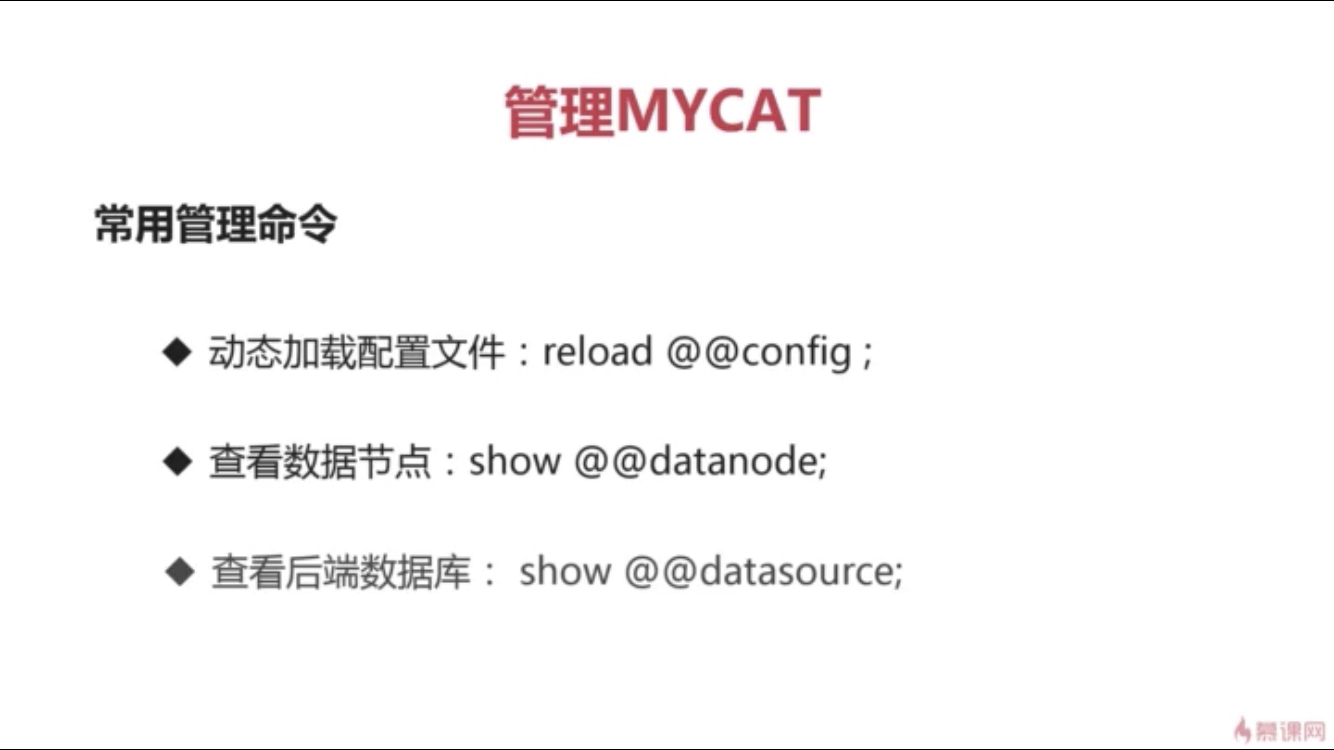 管理MYCAT
常用管理命令
◆ 动态加载配置文件：reload @@config ;
◆ 查看数据节点：show @@datanode;
◆ 查看后端数据库： show @@datasource;
慕课网